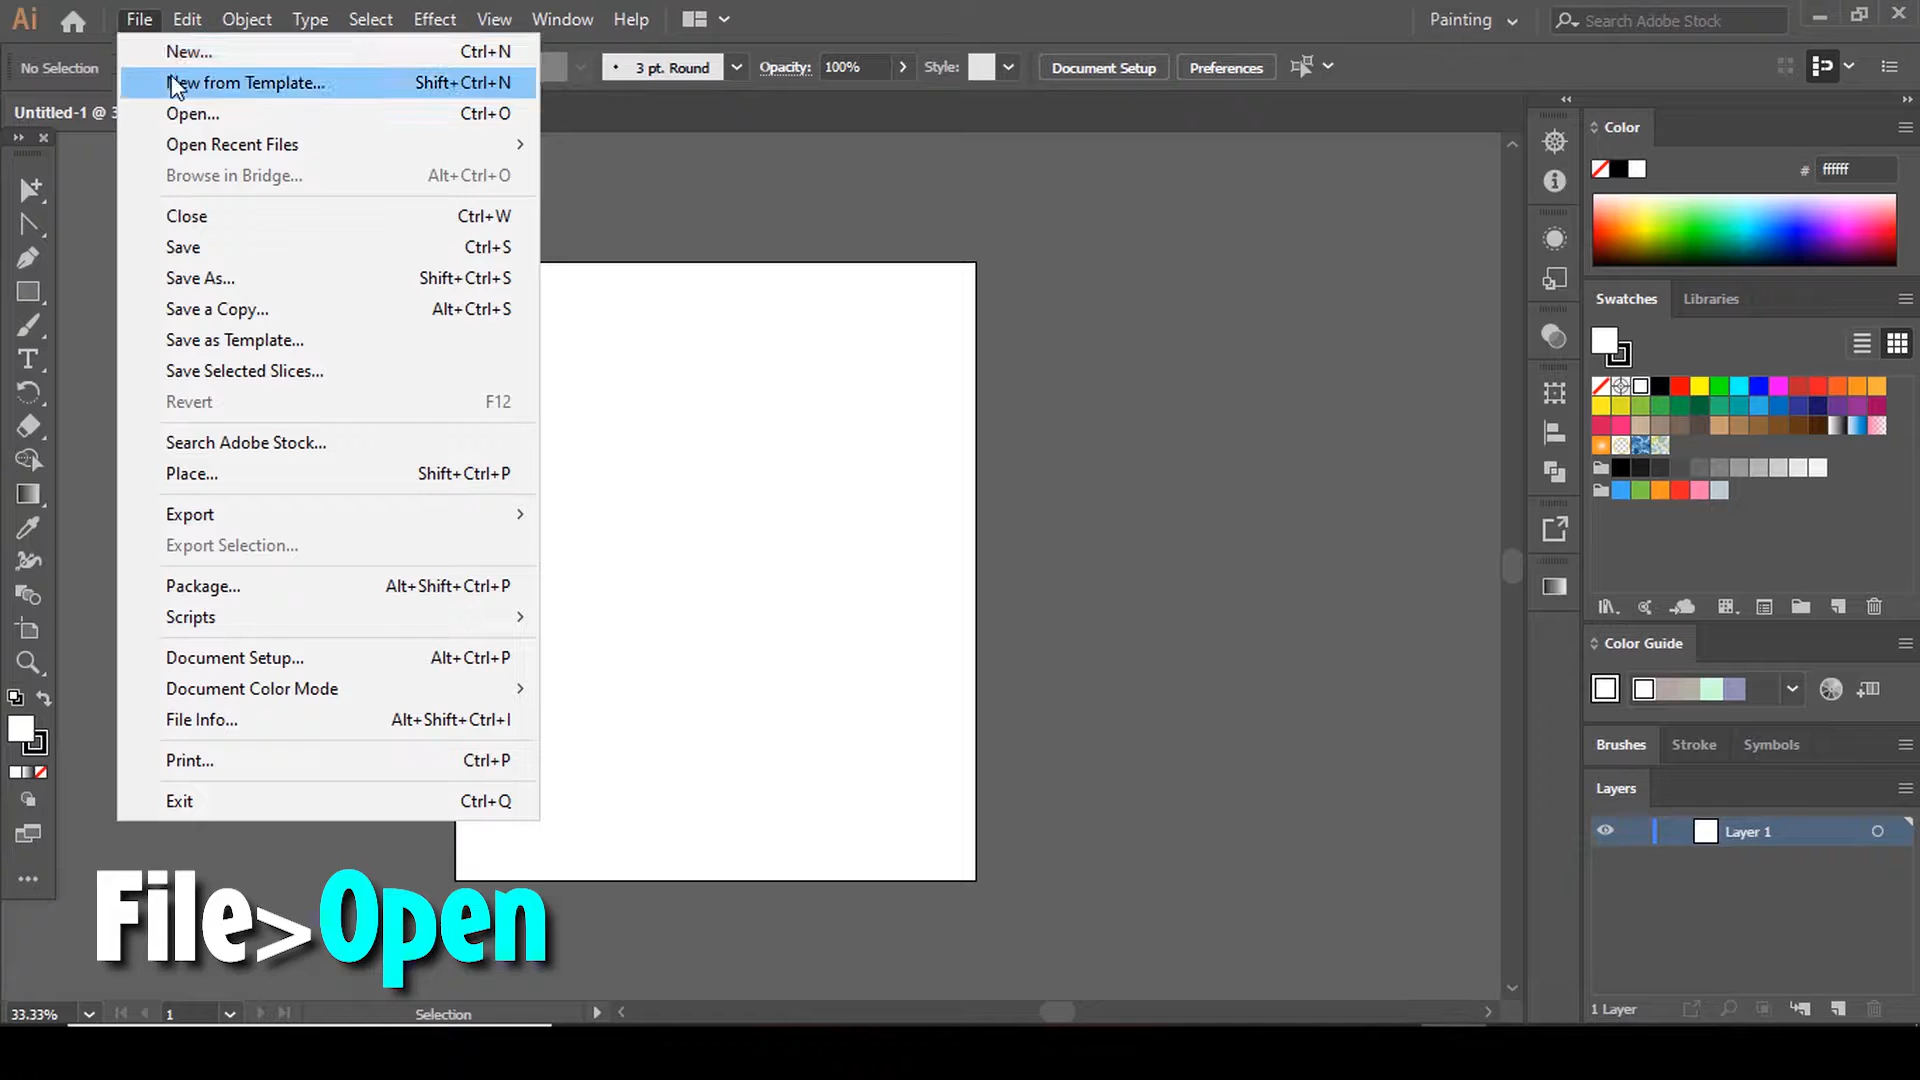 Ai File Edit Object Type Select Effect View Window Help Painting Search Adobe Stock
No Selection 3 pt. Round Opacity: 100% Style: Document Setup Preferences
Untitled-1 @ 3
New... Ctrl+N
New from Template... Shift+Ctrl+N
Open... Ctrl+O
Open Recent Files
Browse in Bridge... Alt+Ctrl+O
Close Ctrl+W
Save Ctrl+S
Save As... Shift+Ctrl+S
Save a Copy... Alt+Ctrl+S
Save as Template...
Save Selected Slices...
Revert F12
Search Adobe Stock...
Place... Shift+Ctrl+P
Export
Export Selection...
Package... Alt+Shift+Ctrl+P
Scripts
Document Setup... Alt+Ctrl+P
Document Color Mode
File Info... Alt+Shift+Ctrl+I
Print... Ctrl+P
Exit Ctrl+Q
Color
# ffffff
Swatches Libraries
Color Guide
Brushes Stroke Symbols
Layers
Layer 1
1 Layer
File>Open
33.33% 1 Selection